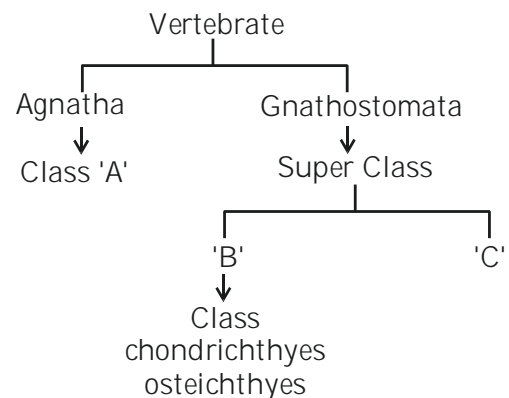 Vertebrate
Agnatha
Gnathostomata
Class 'A'
Super Class
'B'
'C'
Class
chondrichthyes
osteichthyes